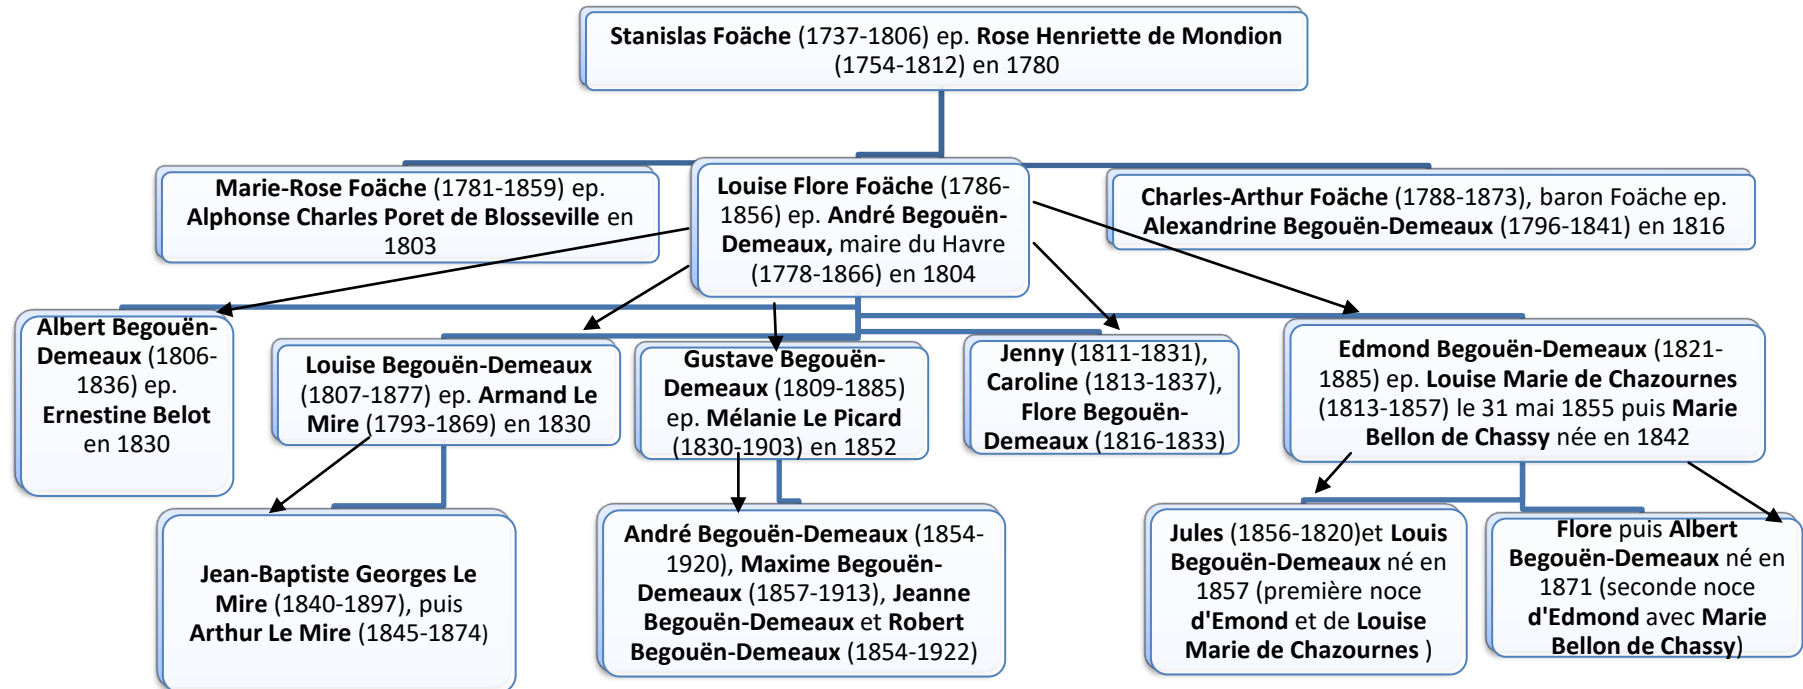 Stanislas Foäche (1737-1806) ep. Rose Henriette de Mondion
(1754-1812) en 1780
Marie-Rose Foäche (1781-1859) ep.
Alphonse Charles Poret de Blosseville en
1803
Louise Flore Foäche (1786-
1856) ep. André Begouën-
Demeaux, maire du Havre
(1778-1866) en 1804
Charles-Arthur Foäche (1788-1873), baron Foäche ep.
Alexandrine Begouën-Demeaux (1796-1841) en 1816
Albert Begouën-
Demeaux (1806-
1836) ep.
Ernestine Belot
en 1830
Louise Begouën-Demeaux
(1807-1877) ep. Armand Le
Mire (1793-1869) en 1830
Gustave Begouën-
Demeaux (1809-1885)
ep. Mélanie Le Picard
(1830-1903) en 1852
Jenny (1811-1831),
Caroline (1813-1837),
Flore Begouën-
Demeaux (1816-1833)
Edmond Begouën-Demeaux (1821-
1885) ep. Louise Marie de Chazournes
(1813-1857) le 31 mai 1855 puis Marie
Bellon de Chassy née en 1842
Jean-Baptiste Georges Le
Mire (1840-1897), puis
Arthur Le Mire (1845-1874)
André Begouën-Demeaux (1854-
1920), Maxime Begouën-
Demeaux (1857-1913), Jeanne
Begouën-Demeaux et Robert
Begouën-Demeaux (1854-1922)
Jules (1856-1820)et Louis
Begouën-Demeaux né en
1857 (première noce
d'Emond et de Louise
Marie de Chazournes )
Flore puis Albert
Begouën-Demeaux né en
1871 (seconde noce
d'Edmond avec Marie
Bellon de Chassy)